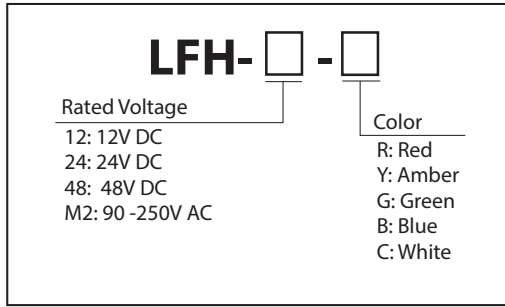 LFH-□ -□
Rated Voltage
12: 12V DC
24: 24V DC
48: 48V DC
M2: 90 -250V AC
Color
R: Red
Y: Amber
G: Green
B: Blue
C: White